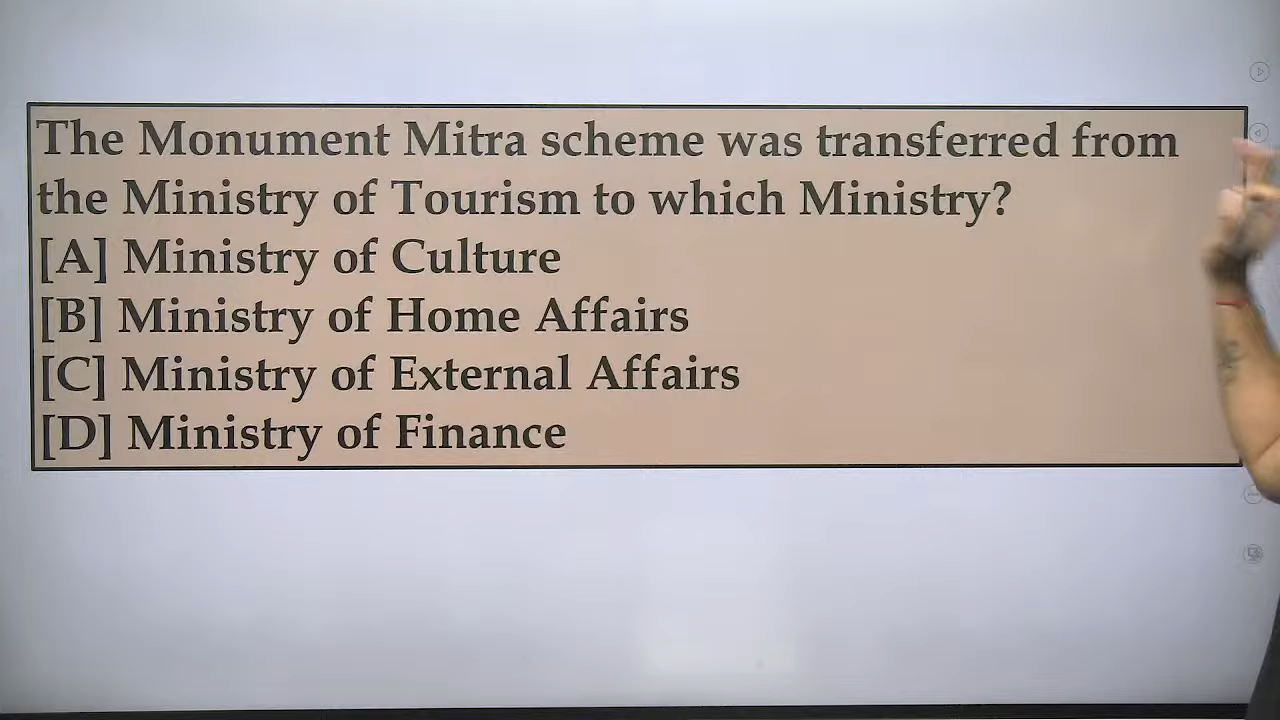 The Monument Mitra scheme was transferred from
the Ministry of Tourism to which Ministry?
[A] Ministry of Culture
[B] Ministry of Home Affairs
[C] Ministry of External Affairs
[D] Ministry of Finance